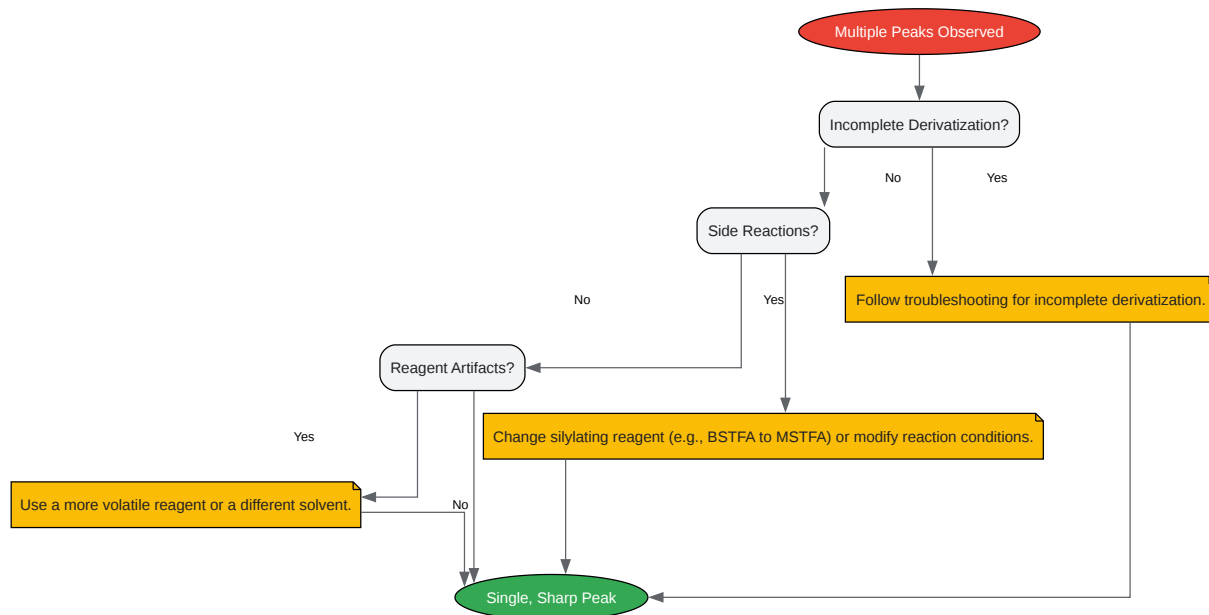 Multiple Peaks Observed
Incomplete Derivatization?
No
Yes
Side Reactions?
Follow troubleshooting for incomplete derivatization.
No
Yes
Reagent Artifacts?
Change silylating reagent (e.g., BSTFA to MSTFA) or modify reaction conditions.
Yes
Use a more volatile reagent or a different solvent.
No
Single, Sharp Peak